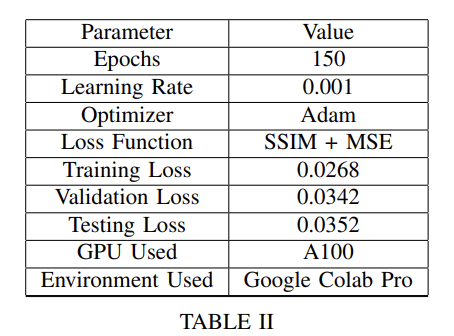 Parameter Value
Epochs 150
Learning Rate 0.001
Optimizer Adam
Loss Function SSIM + MSE
Training Loss 0.0268
Validation Loss 0.0342
Testing Loss 0.0352
GPU Used A100
Environment Used Google Colab Pro
TABLE II